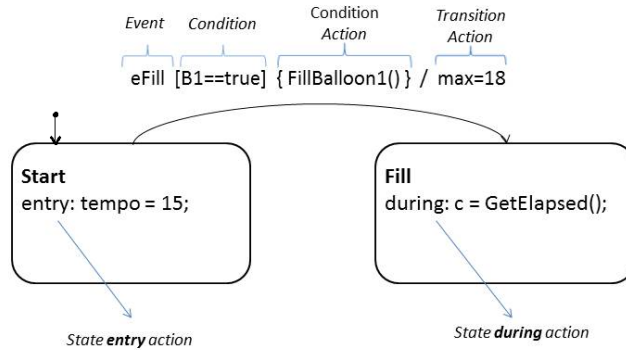 Event Condition Condition Action Transition Action
eFill [B1==true] { FillBalloon1() } / max=18
Start
entry: tempo = 15;
Fill
during: c = GetElapsed();
State entry action
State during action